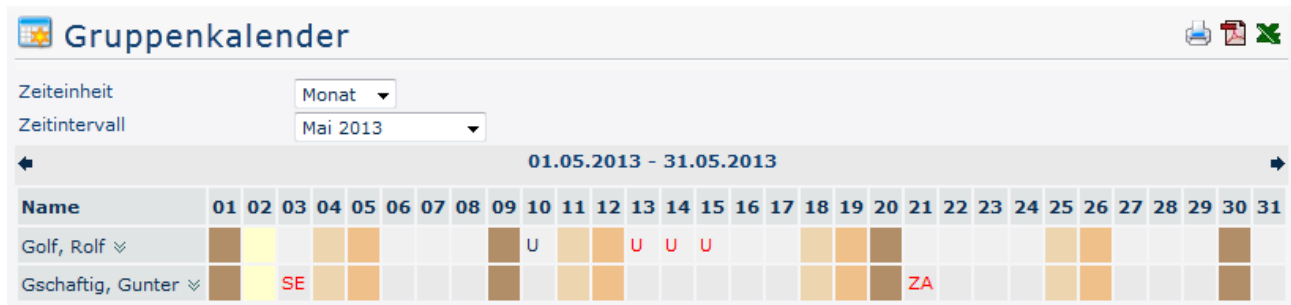 Gruppenkalender
Zeiteinheit Monat
Zeitintervall Mai 2013
01.05.2013 - 31.05.2013
Name 01 02 03 04 05 06 07 08 09 10 11 12 13 14 15 16 17 18 19 20 21 22 23 24 25 26 27 28 29 30 31
Golf, Rolf U U U U
Gschaftig, Gunter SE ZA